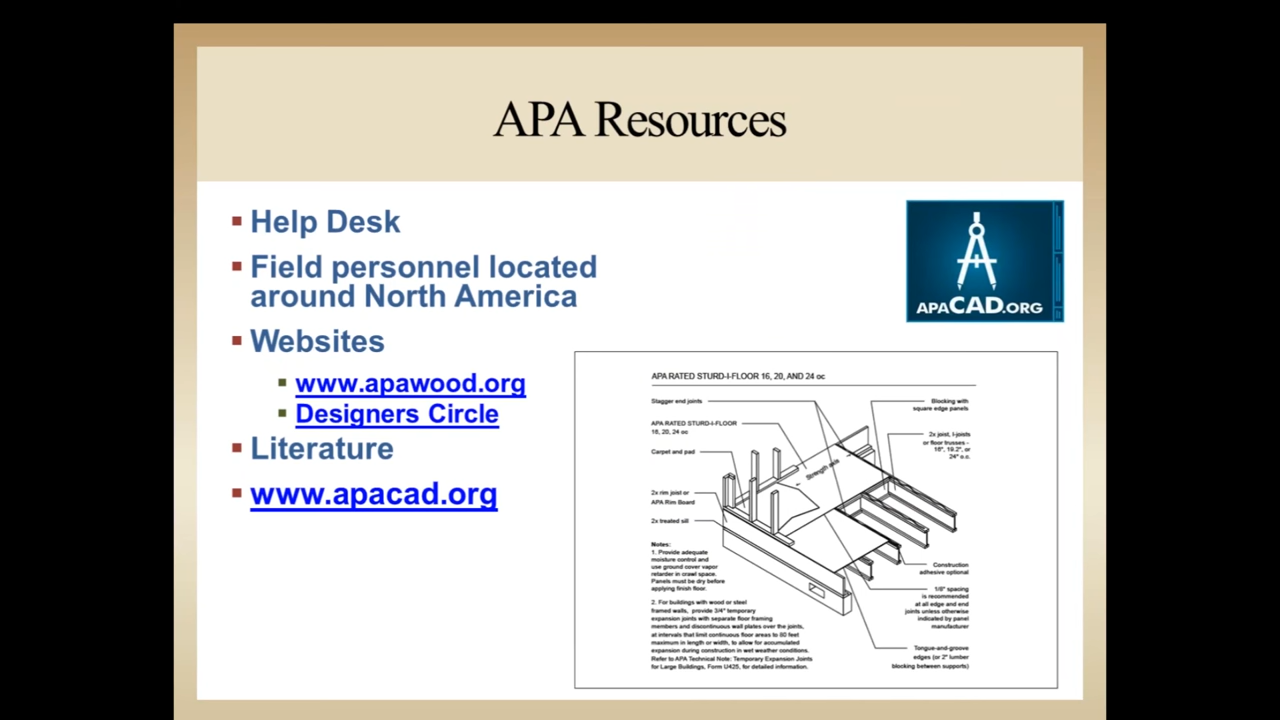 APA Resources
Help Desk
Field personnel located
around North America
Websites
www.apawood.org
Designers Circle
Literature
www.apacad.org
APACAD.ORG
APA RATED STURD-I-FLOOR 16, 20, AND 24 oc
Stagger end joints
APA RATED STURD-I-FLOOR
16, 20, 24 oc
Carpet and pad
2x rim joist or
APA Rim Board
2x treated sill
Notes:
1. Provide adequate
moisture control and
use ground cover vapor
retarder in crawl space.
Panels must be dry before
applying finish floor.
2. For buildings with wood or steel
framed walls, provide 3/4" temporary
expansion joints with separate floor framing
members and discontinuous wall plates over the joints,
at intervals that limit continuous floor areas to 80 feet
maximum in length or width, to allow for accumulated
expansion during construction in wet weather conditions.
Refer to APA Technical Note: Temporary Expansion Joints
for Large Buildings, Form U425, for detailed information.
Strength axis
Blocking with
square edge panels
2x joist, I-joists
or floor trusses –
16", 19.2", or
24" o.c.
Construction
adhesive optional
1/8" spacing
is recommended
at all edge and end
joints unless otherwise
indicated by panel
manufacturer
Tongue-and-groove
edges (or 2" lumber
blocking between supports)